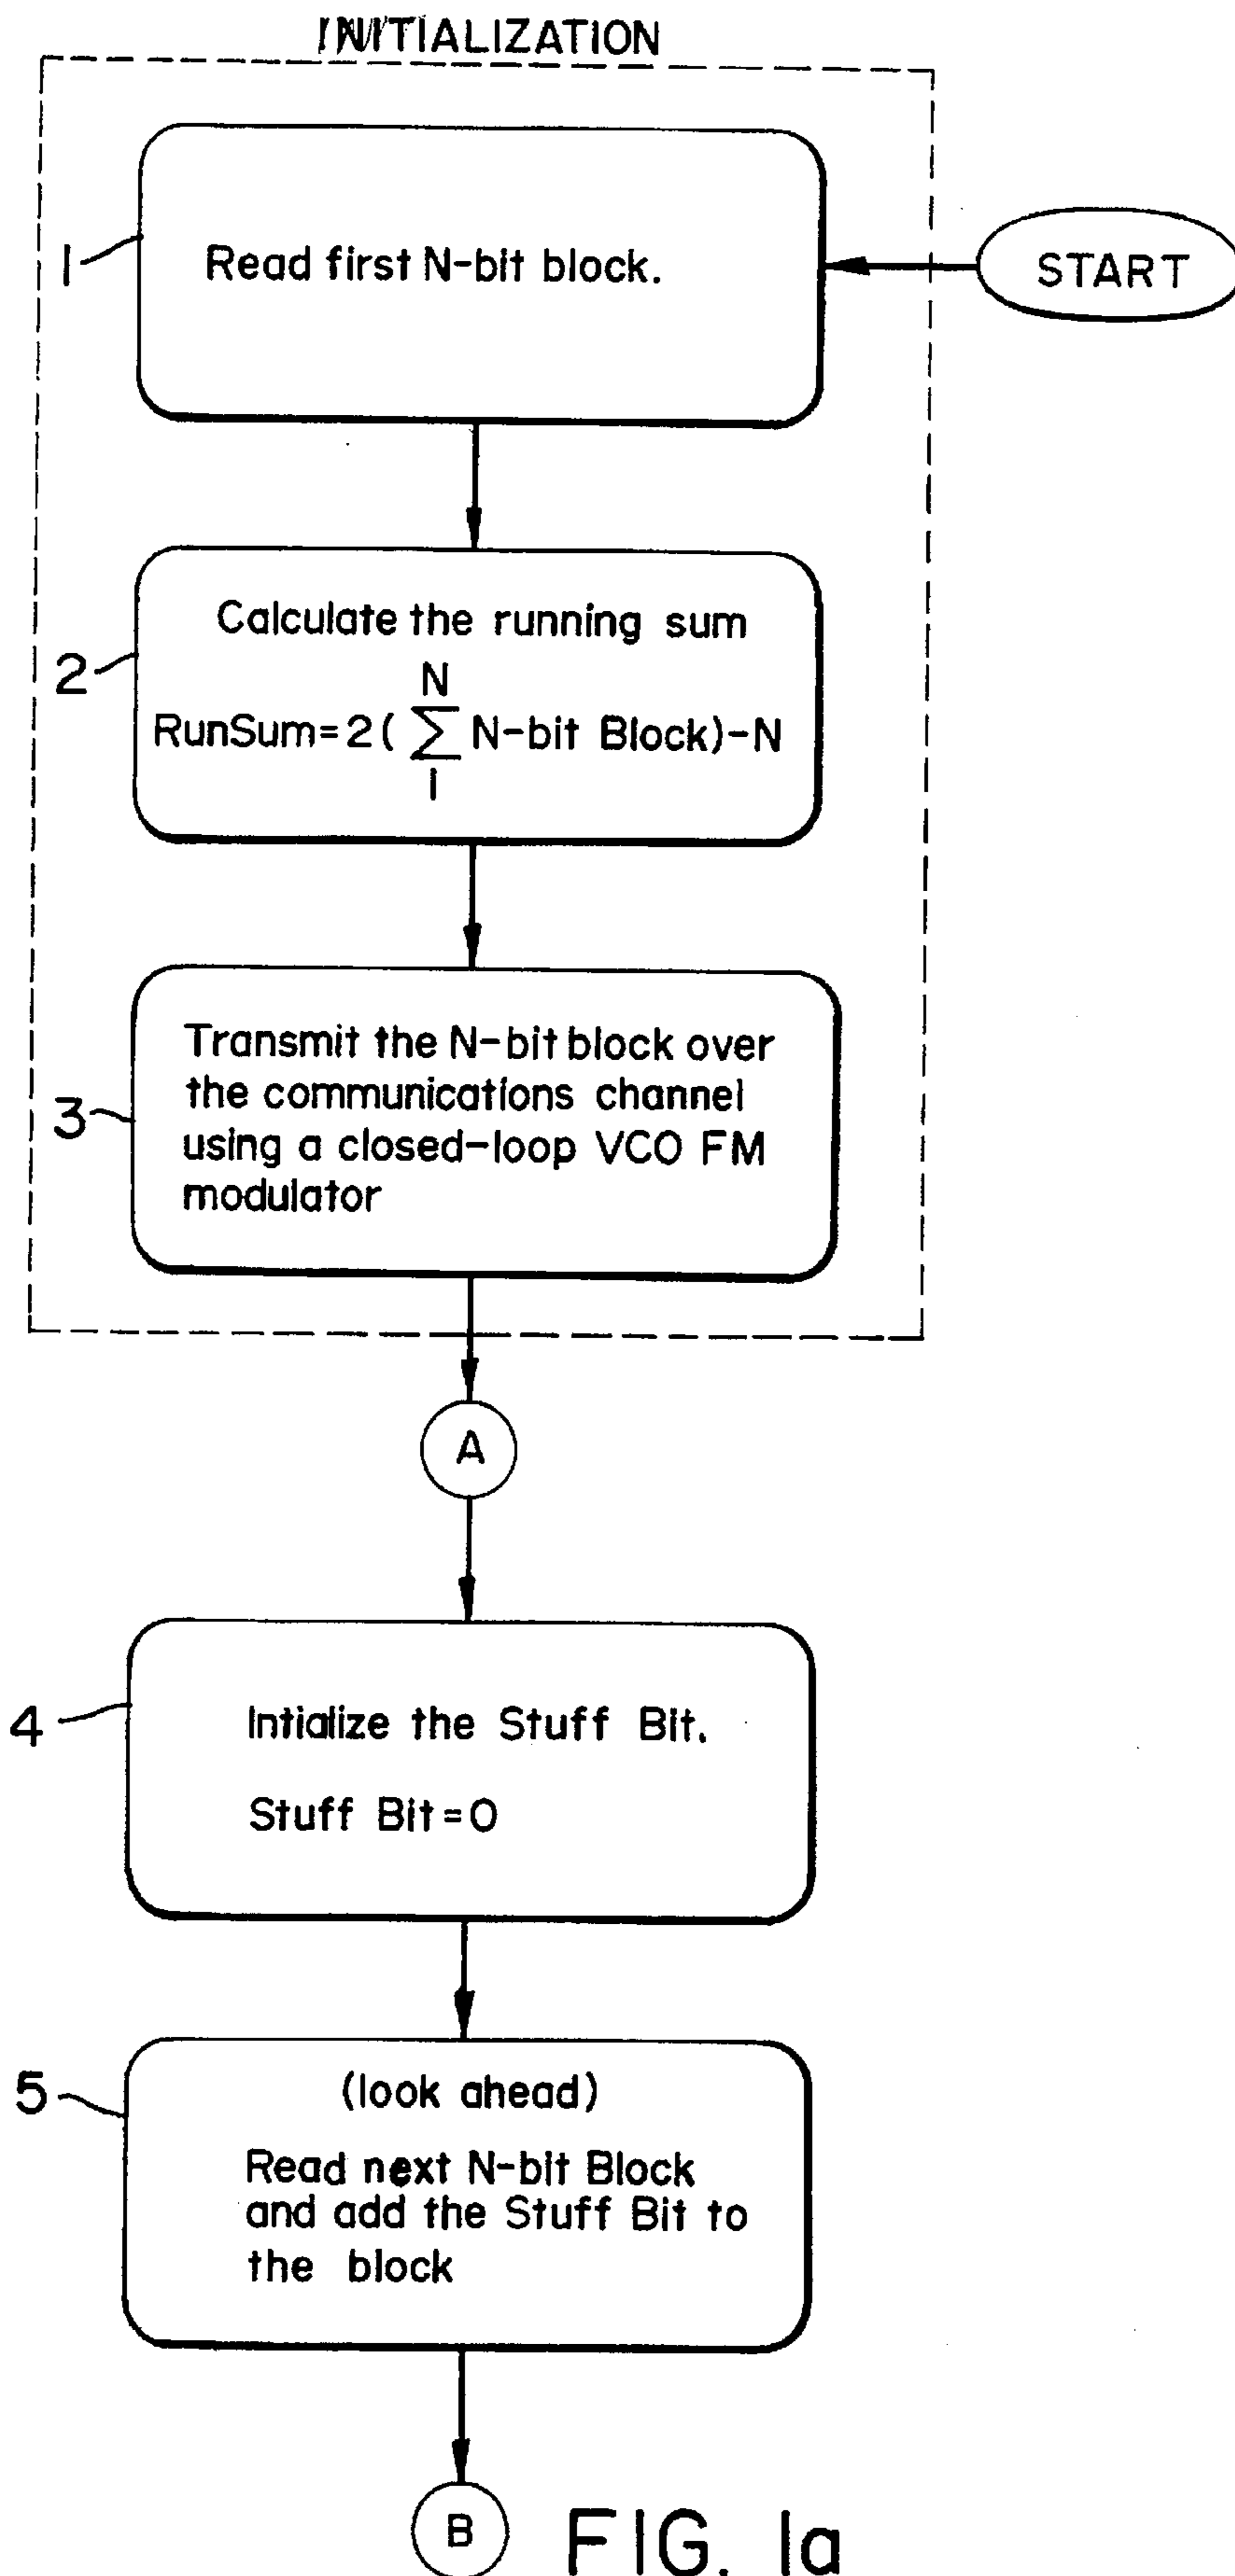 INITIALIZATION
1
Read first N-bit block.
START
2
Calculate the running sum
N
RunSum=2( ∑ N-bit Block)-N
1
3
Transmit the N-bit block over
the communications channel
using a closed-loop VCO FM
modulator
A
4
Intialize the Stuff Bit.
Stuff Bit=0
5
(look ahead)
Read next N-bit Block
and add the Stuff Bit to
the block
B
FIG. 1a